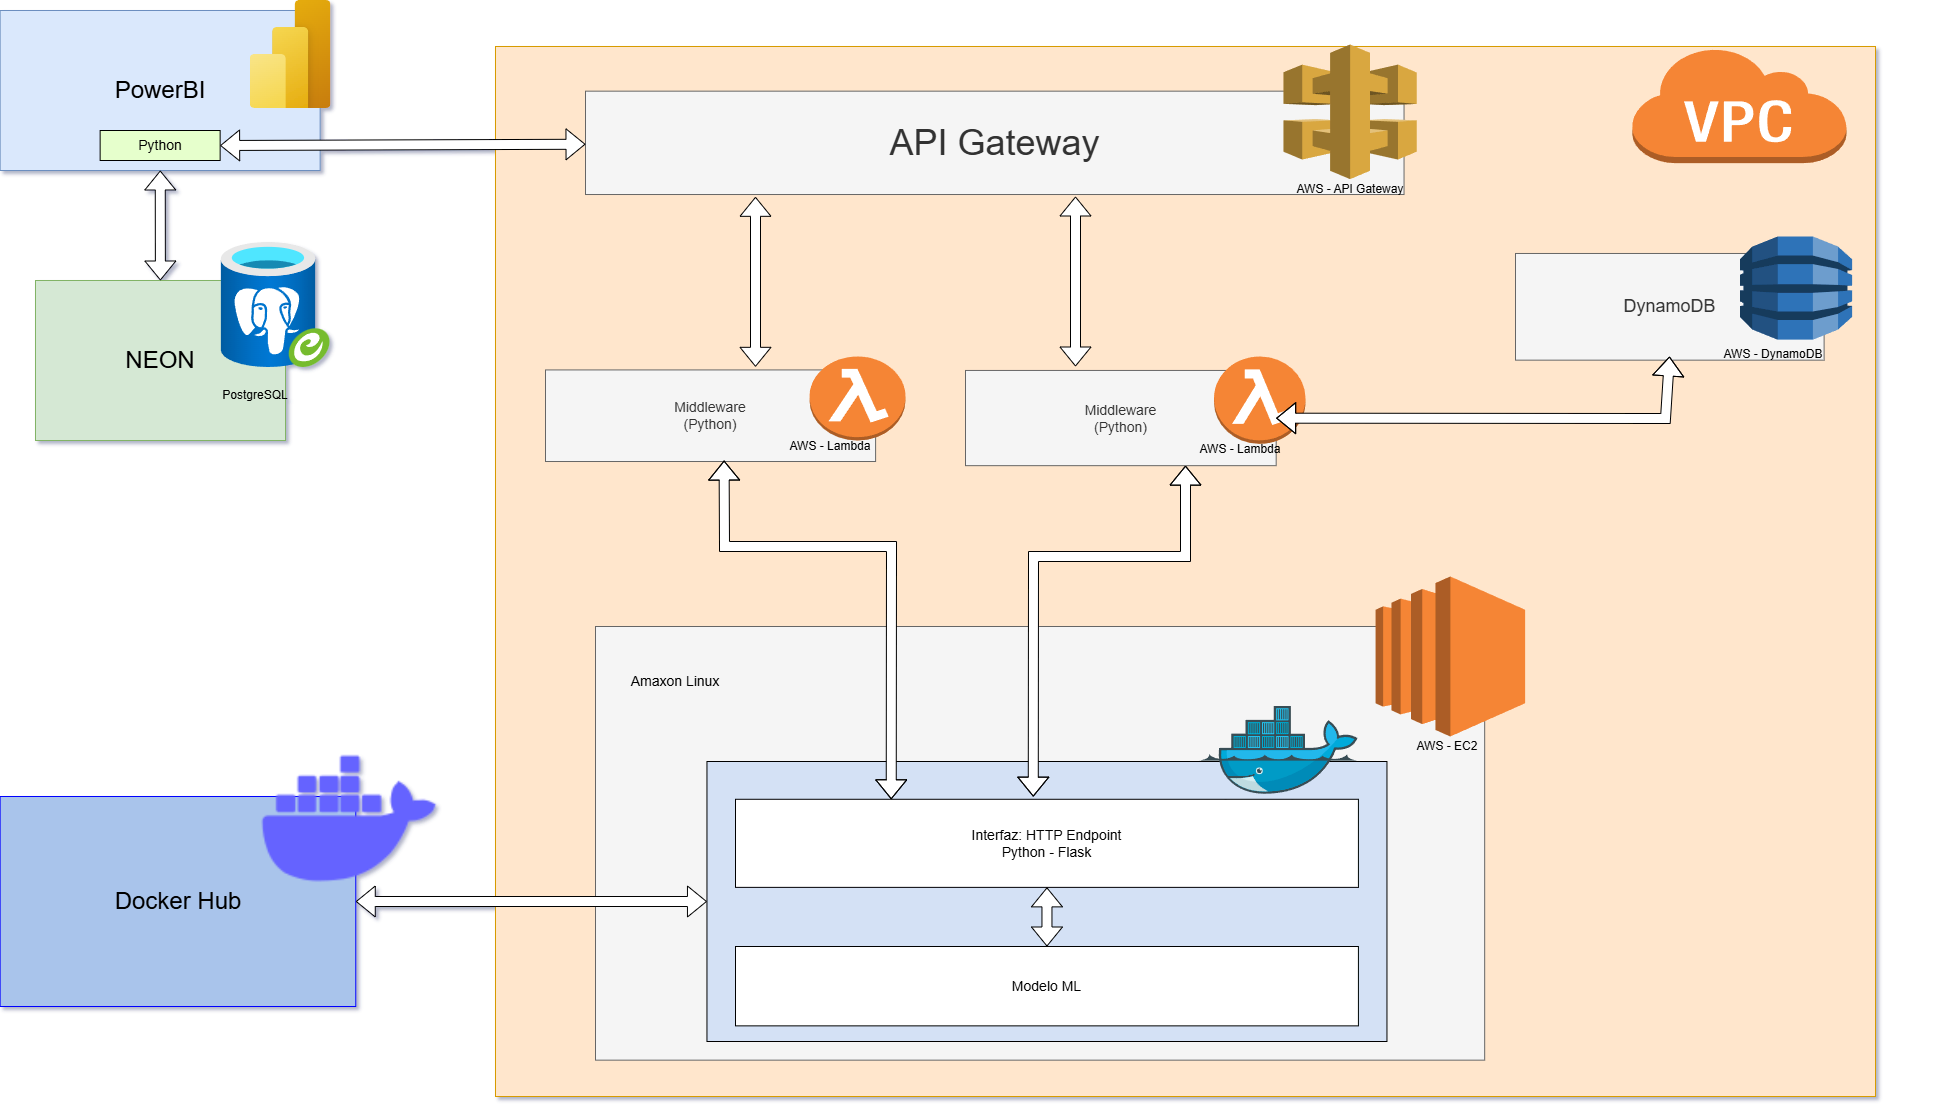 PowerBI
Python
API Gateway
AWS - API Gateway
VPC
NEON
PostgreSQL
DynamoDB
AWS - DynamoDB
Middleware
(Python)
AWS - Lambda
Middleware
(Python)
AWS - Lambda
Amaxon Linux
AWS - EC2
Docker Hub
Interfaz: HTTP Endpoint
Python - Flask
Modelo ML